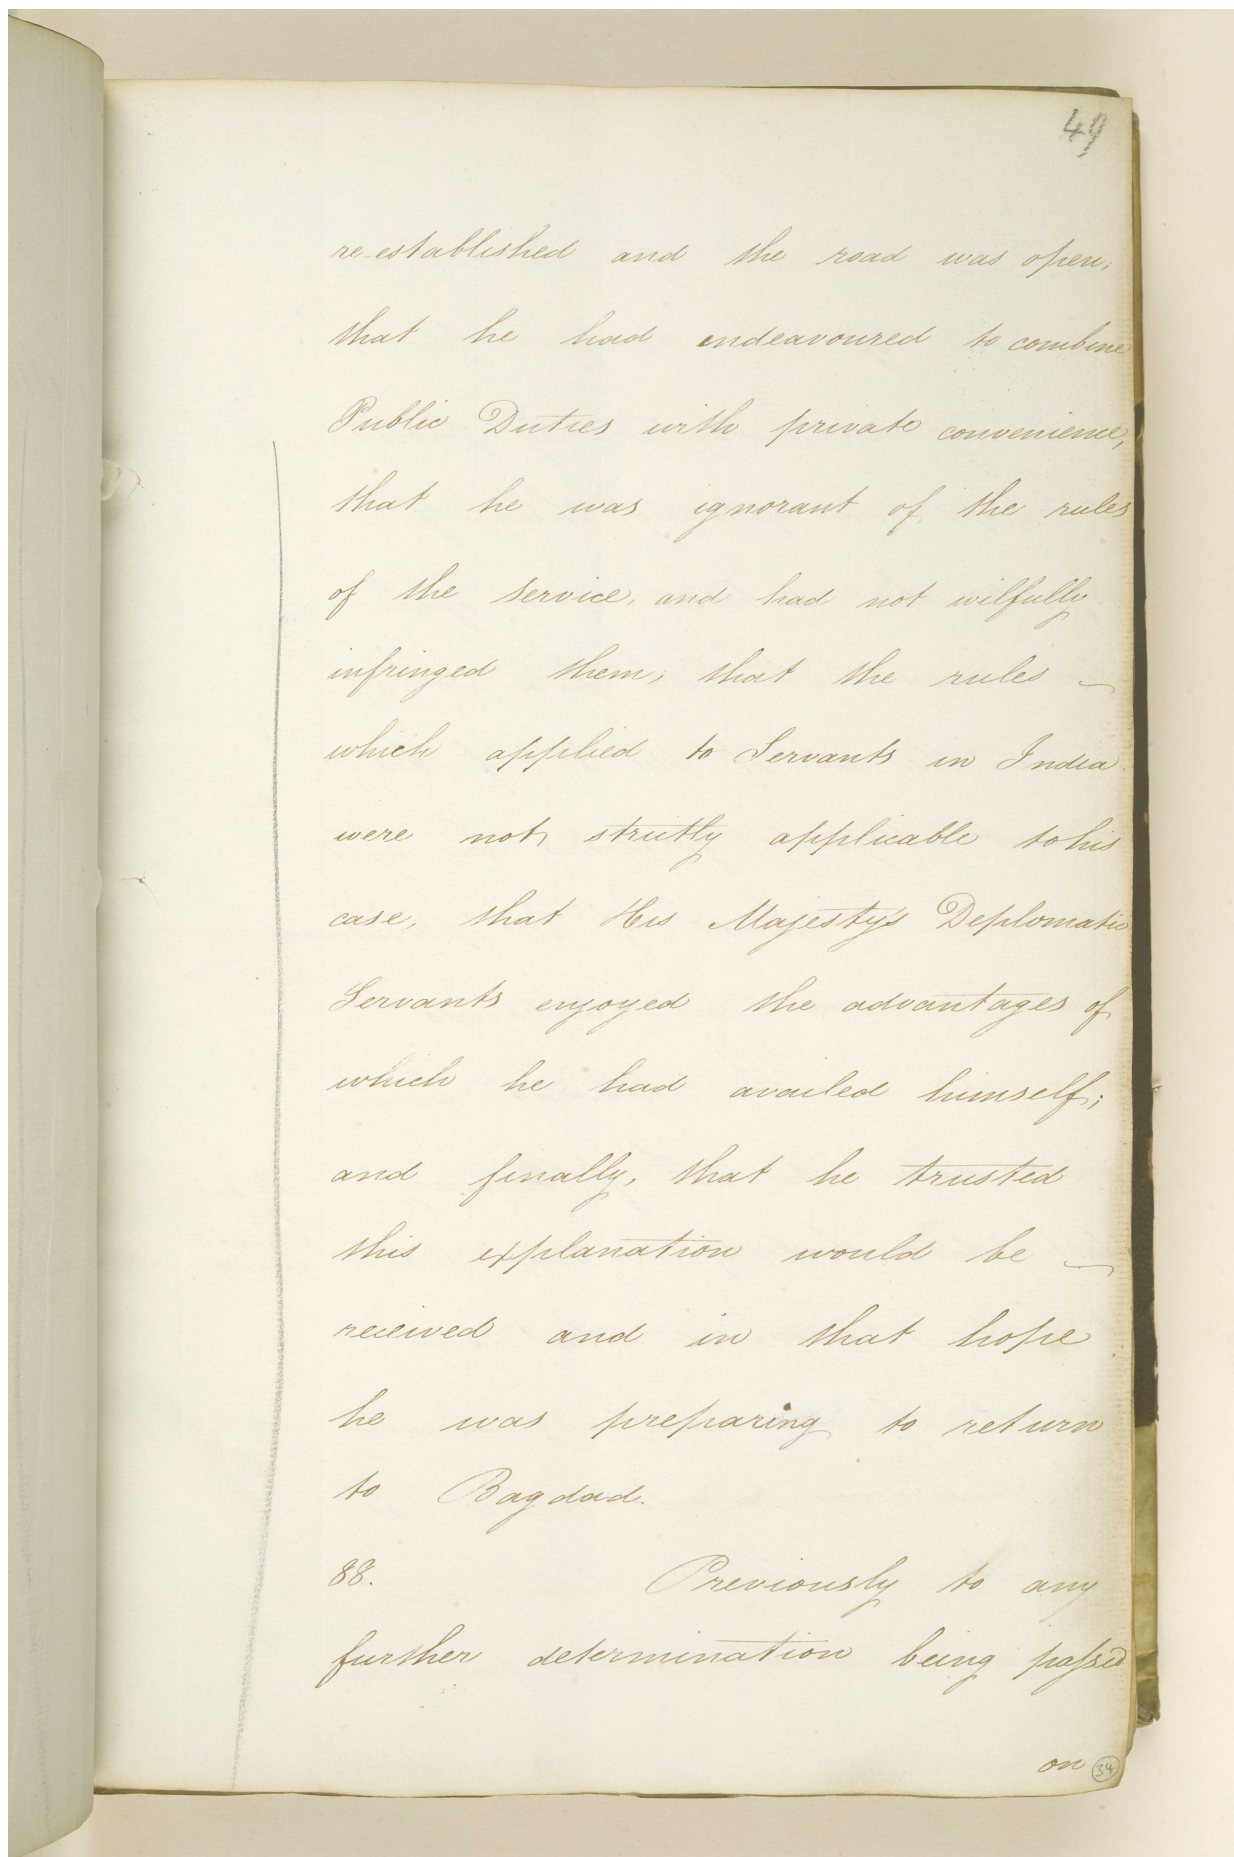 49
re-established and the road was open;
that he had endeavoured to combine
Public Duties with private convenience,
that he was ignorant of the rules
of the service, and had not wilfully
infringed them; that the rules
which applied to Servants in India
were not strictly applicable to his
case, that His Majesty's Deplomatic
Servants enjoyed the advantages of
which he had availed himself;
and finally, that he trusted
this explanation would be
received and in that hope
he was preparing to return
to Bagdad.
88. Previously to any
further determination being passed
on
34